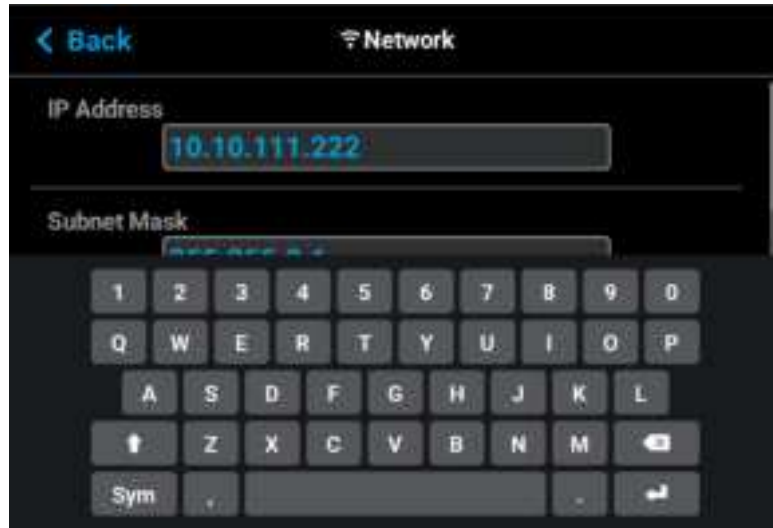 Back
Network
IP Address
10.10.111.222
Subnet Mask
1 2 3 4 5 6 7 8 9 0
Q W E R T Y U I O P
A S D F G H J K L
Z X C V B N M
Sym , .